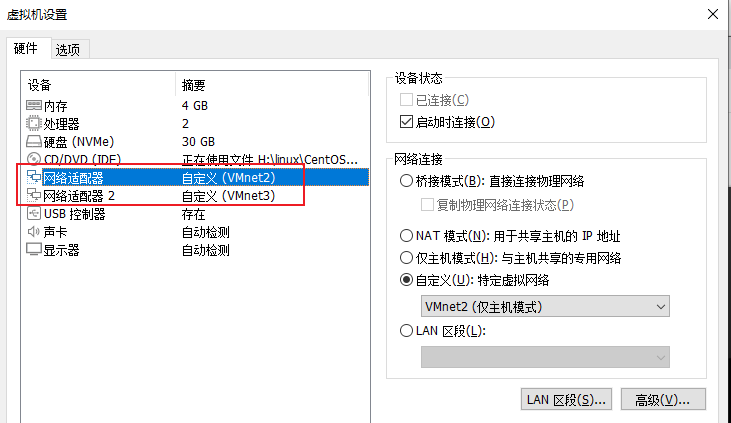 虚拟机设置
硬件 选项
设备 摘要
内存 4 GB
处理器 2
硬盘 (NVMe) 30 GB
CD/DVD (IDE) 正在使用文件 H:\linux\CentOS...
网络适配器 自定义 (VMnet2)
网络适配器 2 自定义 (VMnet3)
USB 控制器 存在
声卡 自动检测
显示器 自动检测
设备状态
已连接(C)
启动时连接(O)
网络连接
桥接模式(B): 直接连接物理网络
复制物理网络连接状态(P)
NAT 模式(N): 用于共享主机的 IP 地址
仅主机模式(H): 与主机共享的专用网络
自定义(U): 特定虚拟网络
VMnet2 (仅主机模式)
LAN 区段(L):
LAN 区段(S)... 高级(V)...